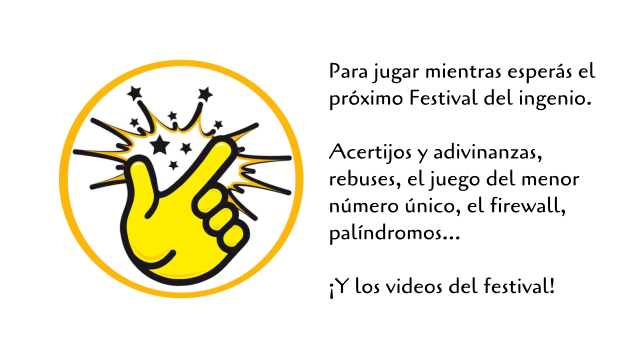 Para jugar mientras esperás el
próximo Festival del ingenio.
Acertijos y adivinanzas,
rebuses, el juego del menor
número único, el firewall,
palíndromos...
¡Y los videos del festival!